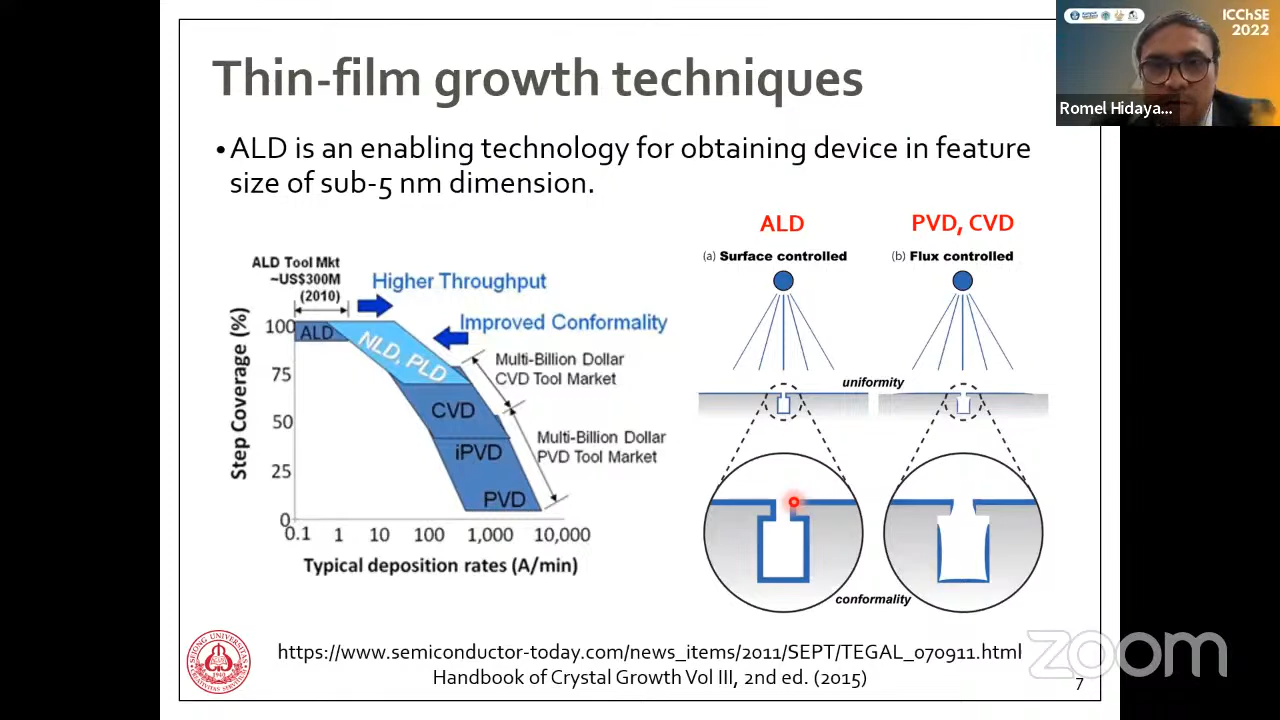 Thin-film growth techniques
• ALD is an enabling technology for obtaining device in feature
size of sub-5 nm dimension.
ALD Tool Mkt
~US$300M
(2010)
Higher Throughput
Improved Conformality
Step Coverage (%)
100
75
50
25
0
ALD
NLD, PLD
CVD
iPVD
PVD
Multi-Billion Dollar
CVD Tool Market
Multi-Billion Dollar
PVD Tool Market
0.1 1 10 100 1,000 10,000
Typical deposition rates (A/min)
ALD
(a) Surface controlled
PVD, CVD
(b) Flux controlled
uniformity
conformality
https://www.semiconductor-today.com/news_items/2011/SEPT/TEGAL_070911.html
Handbook of Crystal Growth Vol III, 2nd ed. (2015)
7
ICChSE
2022
Romel Hidaya...
zoom